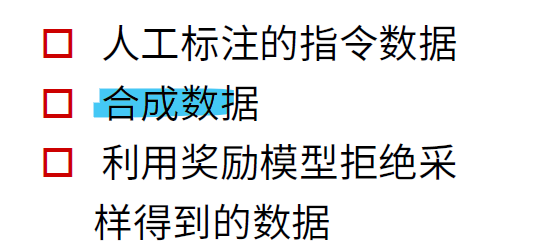 人工标注的指令数据
合成数据
利用奖励模型拒绝采
样得到的数据